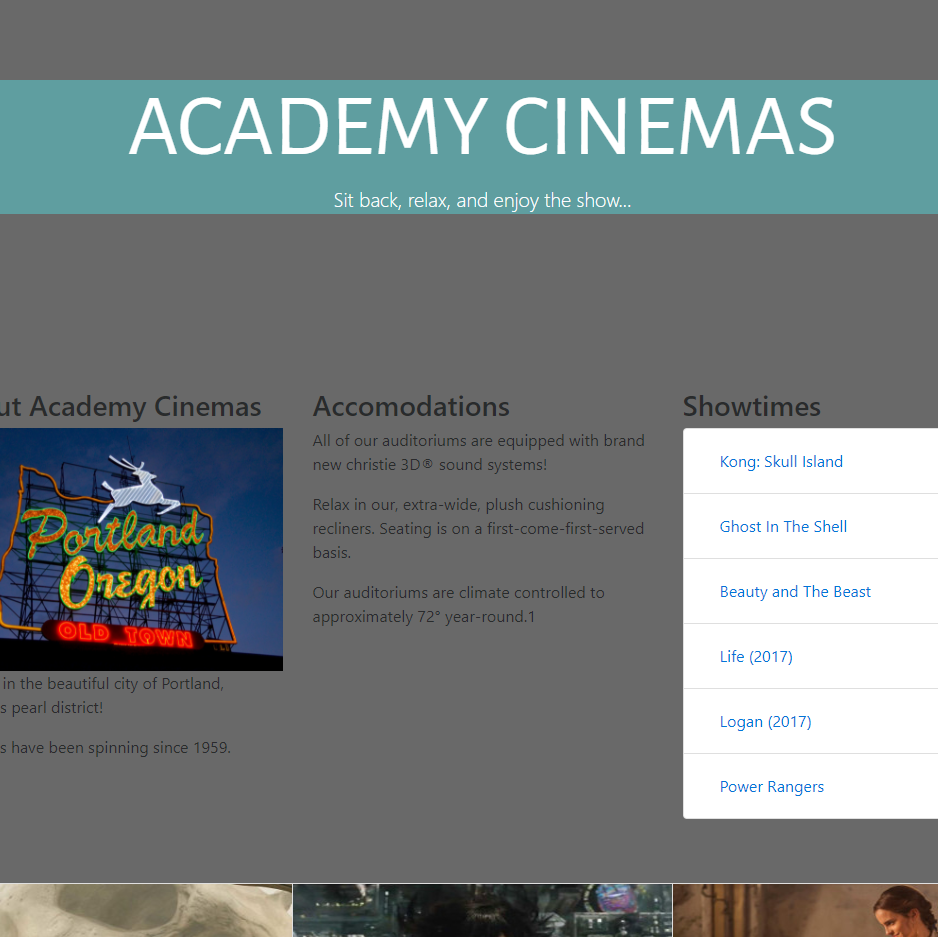 ACADEMY CINEMAS
Sit back, relax, and enjoy the show...
ut Academy Cinemas
Portland
Oregon
OLD TOWN
in the beautiful city of Portland,
s pearl district!
s have been spinning since 1959.
Accomodations
All of our auditoriums are equipped with brand
new christie 3D® sound systems!
Relax in our, extra-wide, plush cushioning
recliners. Seating is on a first-come-first-served
basis.
Our auditoriums are climate controlled to
approximately 72° year-round.1
Showtimes
Kong: Skull Island
Ghost In The Shell
Beauty and The Beast
Life (2017)
Logan (2017)
Power Rangers